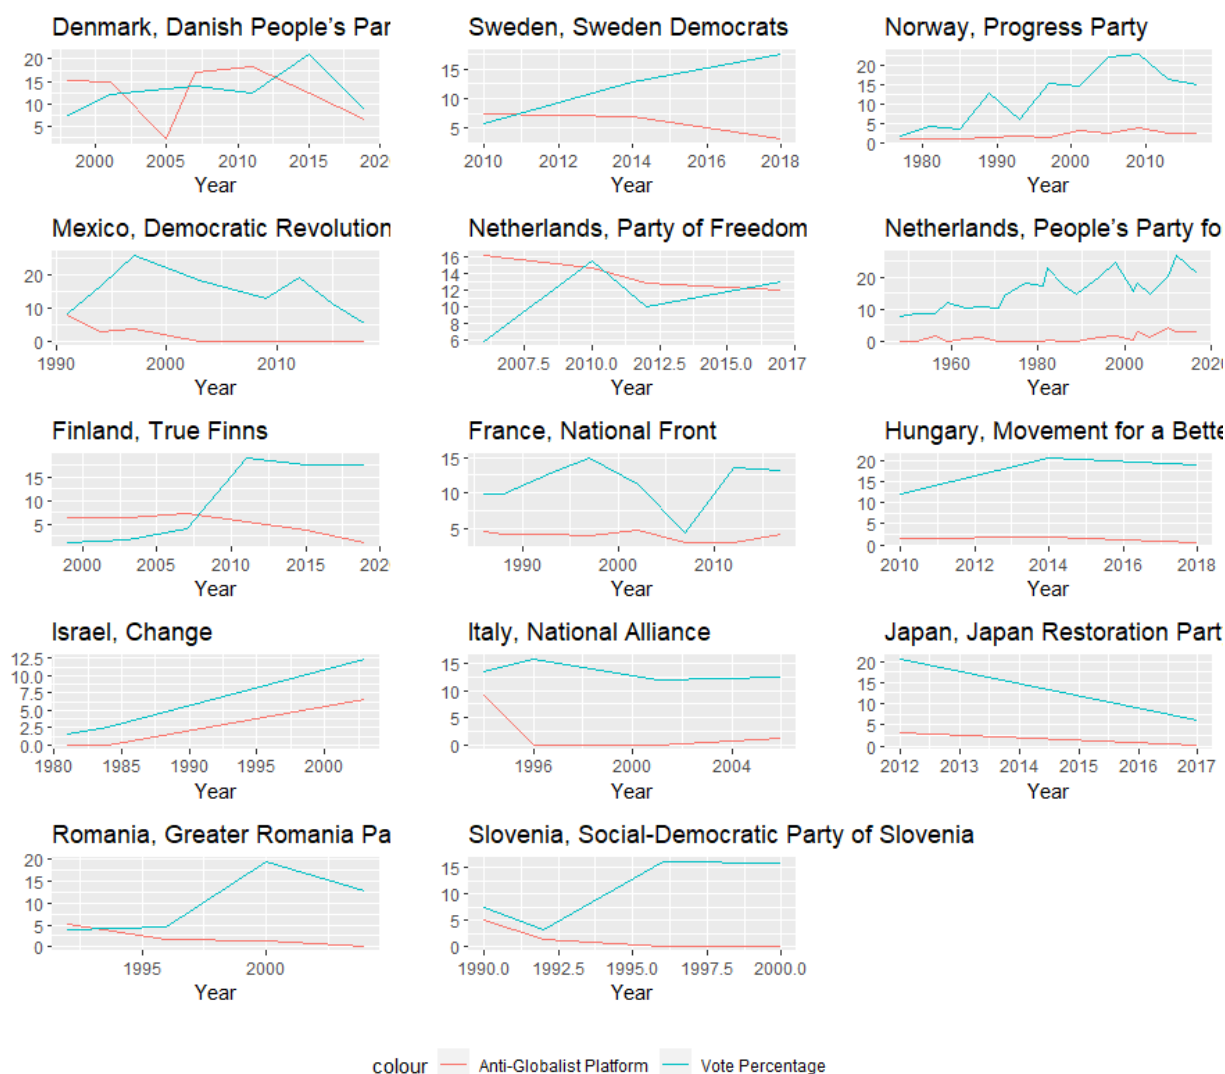 Denmark, Danish People’s Par
20
15
10
5
2000 2005 2010 2015 202
Year
Sweden, Sweden Democrats
15
10
5
2010 2012 2014 2016 2018
Year
Norway, Progress Party
20
15
10
5
0
1980 1990 2000 2010
Year
Mexico, Democratic Revolution
20
10
0
1990 2000 2010
Year
Netherlands, Party of Freedom
16
14
12
10
8
6
2007.5 2010.0 2012.5 2015.0 2017
Year
Netherlands, People’s Party fo
20
10
0
1960 1980 2000 2020
Year
Finland, True Finns
15
10
5
2000 2005 2010 2015 202
Year
France, National Front
15
10
5
1990 2000 2010
Year
Hungary, Movement for a Bette
20
15
10
5
0
2010 2012 2014 2016 2018
Year
Israel, Change
12.5
10.0
7.5
5.0
2.5
0.0
1980 1985 1990 1995 2000
Year
Italy, National Alliance
15
10
5
0
1996 2000 2004
Year
Japan, Japan Restoration Part
20
15
10
5
0
2012 2013 2014 2015 2016 2017
Year
Romania, Greater Romania Pa
20
15
10
5
0
1995 2000
Year
Slovenia, Social-Democratic Party of Slovenia
15
10
5
0
1990.0 1992.5 1995.0 1997.5 2000.0
Year
colour Anti-Globalist Platform Vote Percentage